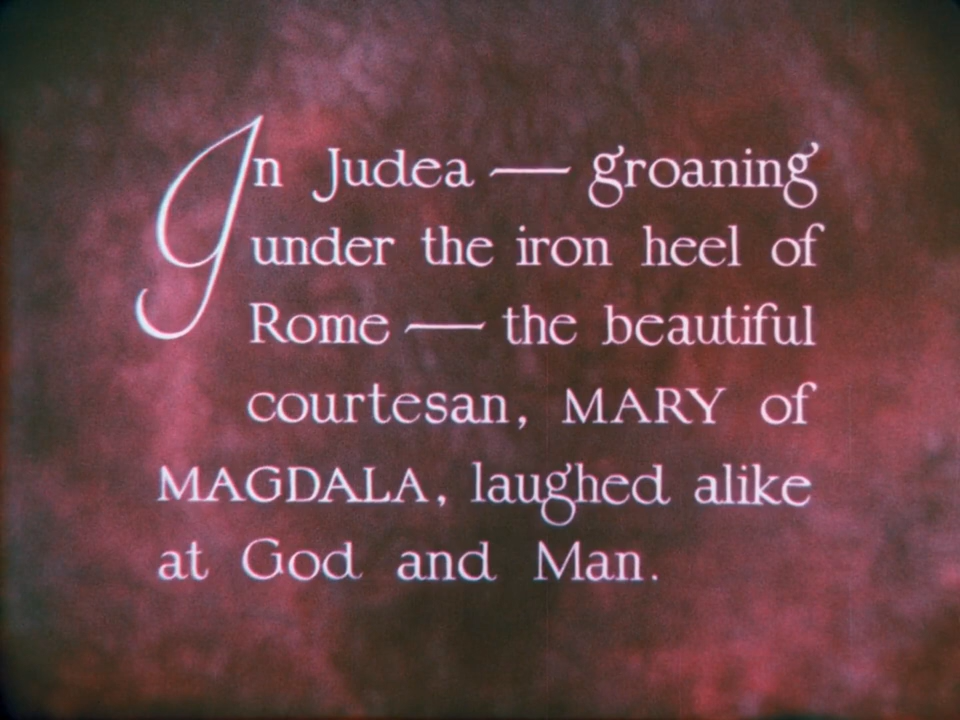 In Judea — groaning
under the iron heel of
Rome — the beautiful
courtesan, MARY of
MAGDALA, laughed alike
at God and Man.